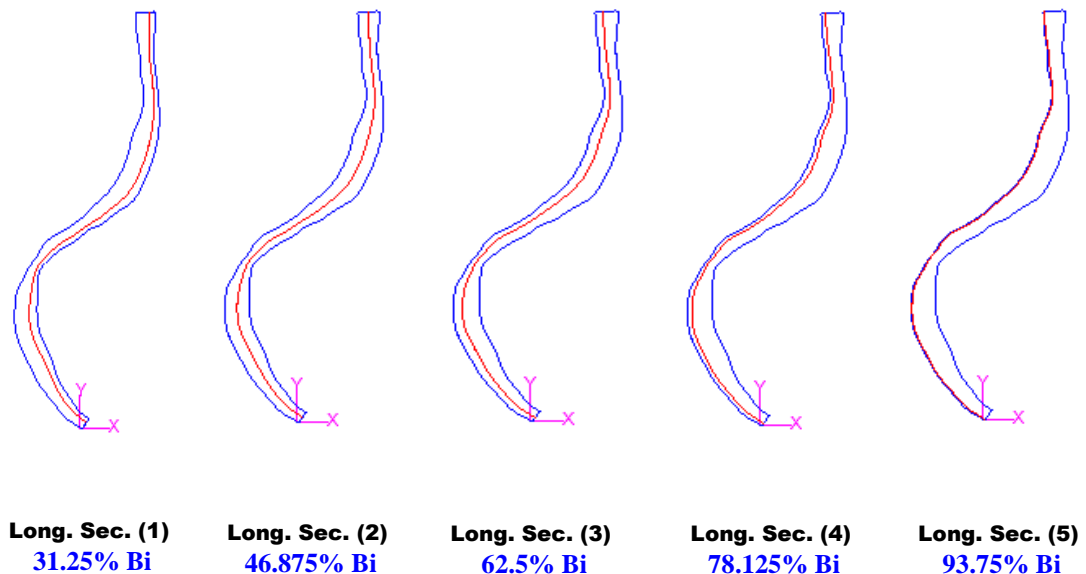 Y
X
Y
X
Y
X
Y
X
Y
X
Long. Sec. (1)
31.25% Bi
Long. Sec. (2)
46.875% Bi
Long. Sec. (3)
62.5% Bi
Long. Sec. (4)
78.125% Bi
Long. Sec. (5)
93.75% Bi